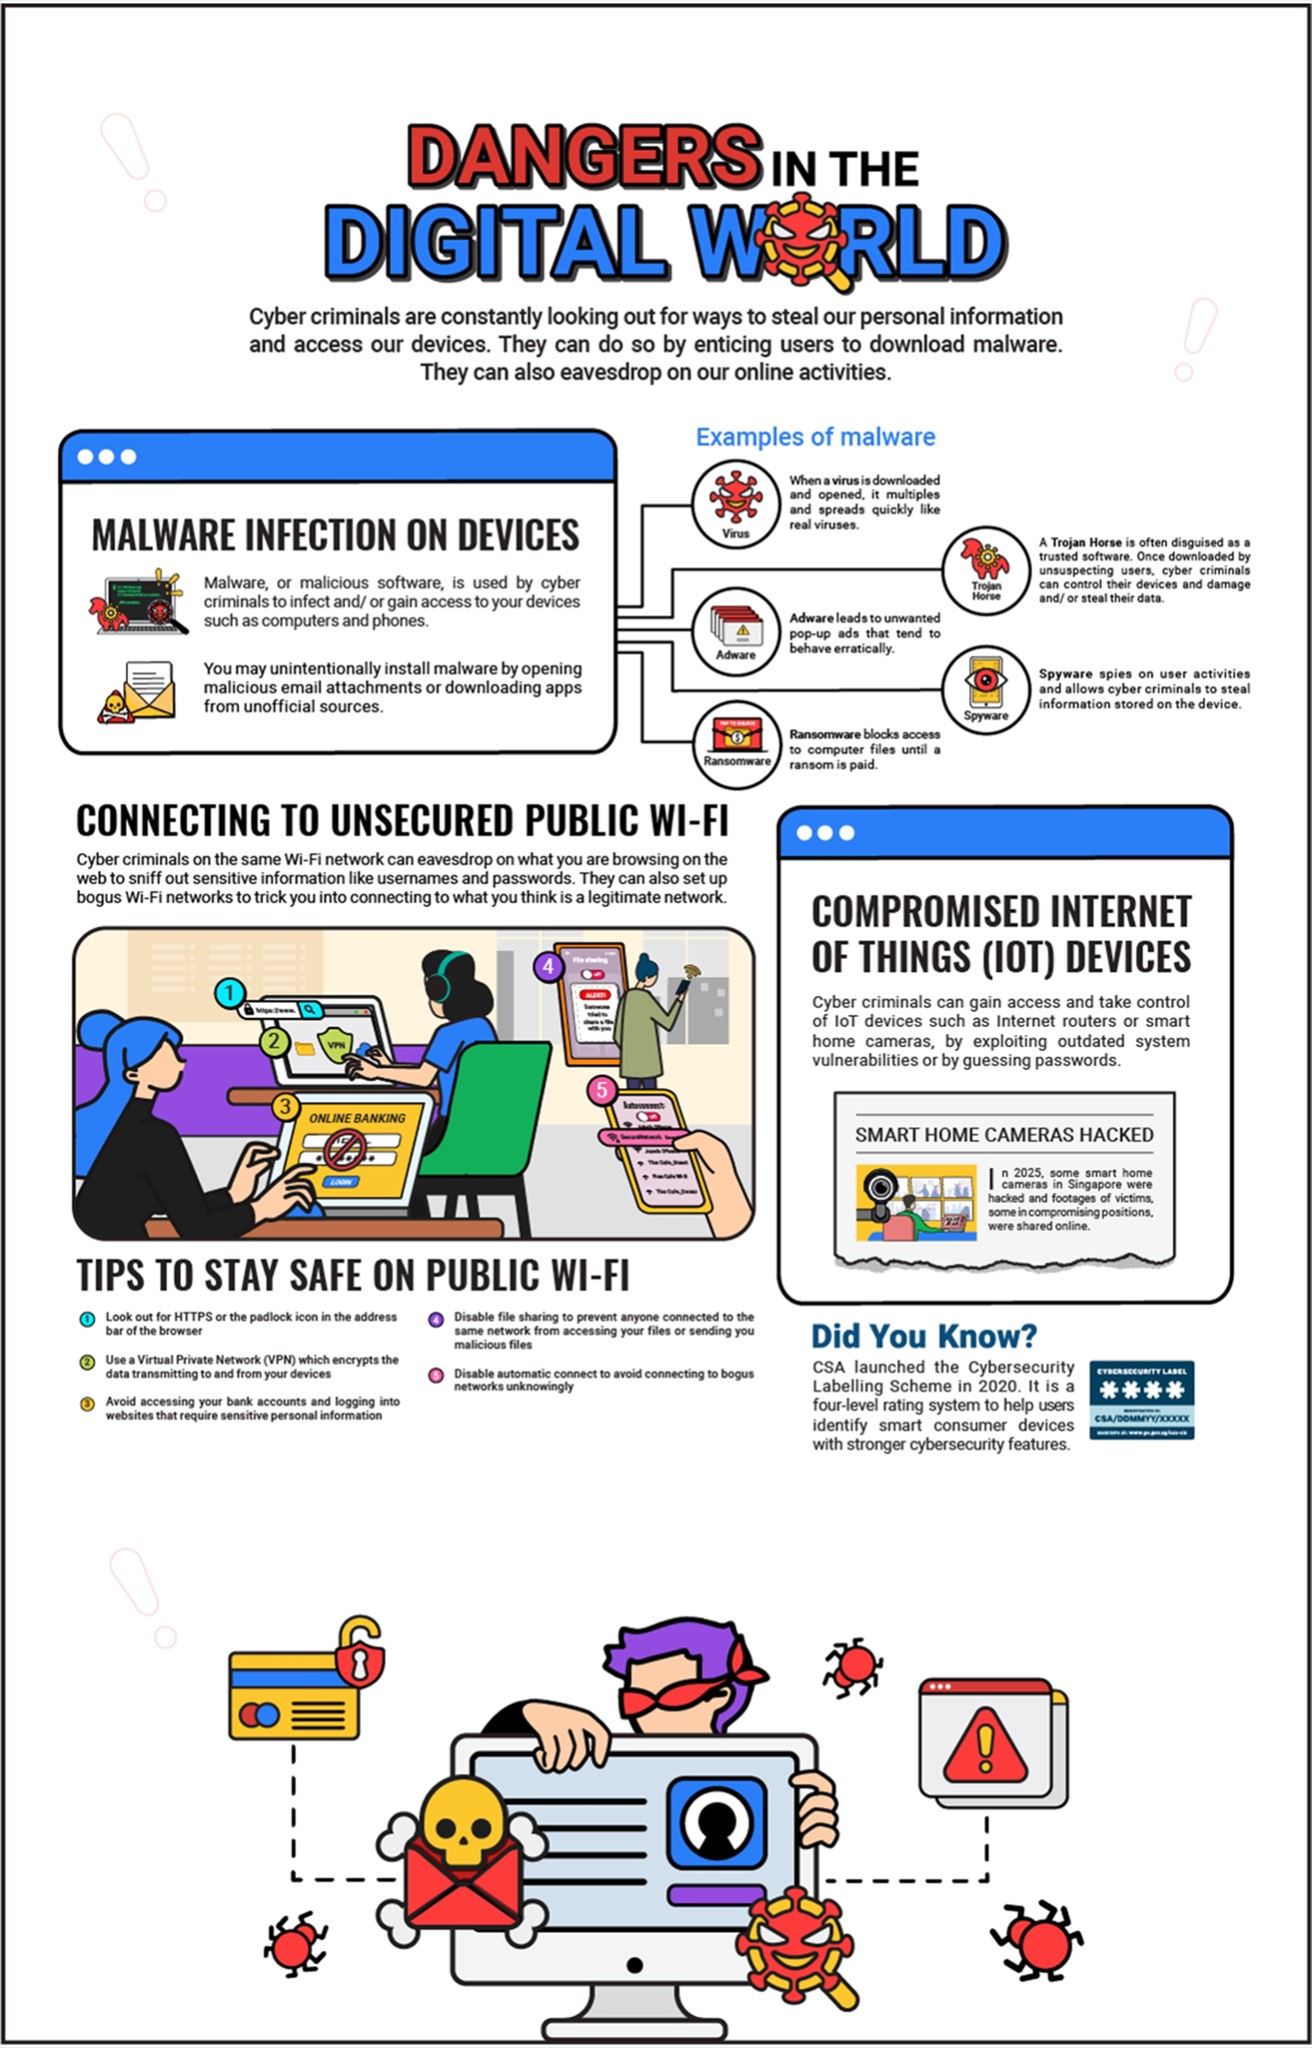 DANGERS IN THE
DIGITAL WORLD
Cyber criminals are constantly looking out for ways to steal our personal information
and access our devices. They can do so by enticing users to download malware.
They can also eavesdrop on our online activities.
MALWARE INFECTION ON DEVICES
Malware, or malicious software, is used by cyber
criminals to infect and/ or gain access to your devices
such as computers and phones.
You may unintentionally install malware by opening
malicious email attachments or downloading apps
from unofficial sources.
Examples of malware
Virus
When a virus is downloaded
and opened, it multiples
and spreads quickly like
real viruses.
Trojan
Horse
A Trojan Horse is often disguised as a
trusted software. Once downloaded by
unsuspecting users, cyber criminals
can control their devices and damage
and/ or steal their data.
Adware
Adware leads to unwanted
pop-up ads that tend to
behave erratically.
Spyware
Spyware spies on user activities
and allows cyber criminals to steal
information stored on the device.
Ransomware
Ransomware blocks access
to computer files until a
ransom is paid.
CONNECTING TO UNSECURED PUBLIC WI-FI
Cyber criminals on the same Wi-Fi network can eavesdrop on what you are browsing on the
web to sniff out sensitive information like usernames and passwords. They can also set up
bogus Wi-Fi networks to trick you into connecting to what you think is a legitimate network.
1
https://www.
2
VPN
3
ONLINE BANKING
LOGIN
4
File sharing
ALERT!
Someone
tried to
share a file
with you
5
Autoconnect
SecureNetwork
The Cafe_Guest
Free Cafe Wi-fi
TIPS TO STAY SAFE ON PUBLIC WI-FI
1 Look out for HTTPS or the padlock icon in the address
bar of the browser
2 Use a Virtual Private Network (VPN) which encrypts the
data transmitting to and from your devices
3 Avoid accessing your bank accounts and logging into
websites that require sensitive personal information
4 Disable file sharing to prevent anyone connected to the
same network from accessing your files or sending you
malicious files
5 Disable automatic connect to avoid connecting to bogus
networks unknowingly
COMPROMISED INTERNET
OF THINGS (IOT) DEVICES
Cyber criminals can gain access and take control
of IoT devices such as Internet routers or smart
home cameras, by exploiting outdated system
vulnerabilities or by guessing passwords.
SMART HOME CAMERAS HACKED
In 2025, some smart home
cameras in Singapore were
hacked and footages of victims,
some in compromising positions,
were shared online.
Did You Know?
CSA launched the Cybersecurity
Labelling Scheme in 2020. It is a
four-level rating system to help users
identify smart consumer devices
with stronger cybersecurity features.
CYBERSECURITY LABEL
CSA/DDMMYY/XXXXX